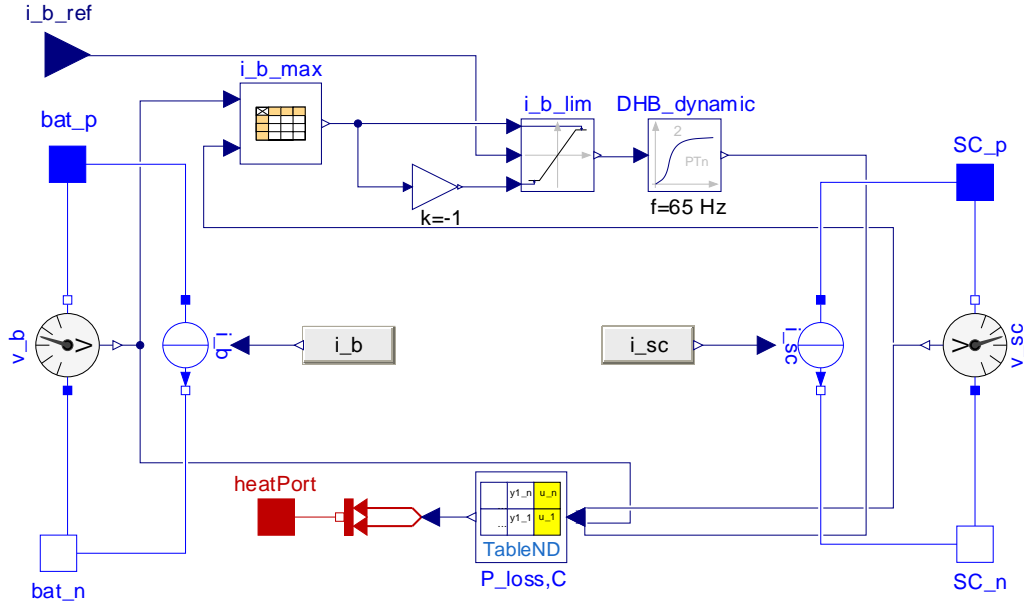 i_b_ref
i_b_max
i_b_lim
DHB_dynamic
bat_p
SC_p
2
PTn
k=-1
f=65 Hz
v_b
i_b
i_b
i_sc
i_sc
v_sc
heatPort
y1_n
u_n
...
y1_1
u_1
TableND
P_loss,C
bat_n
SC_n